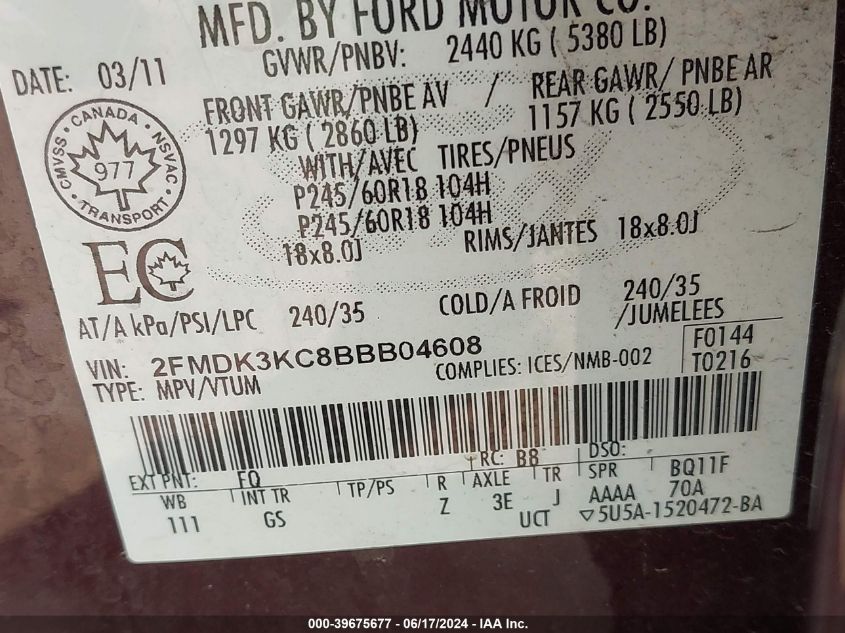 MFD. BY FORD MOTOR CO.
DATE: 03/11 GVWR/PNBV: 2440 KG ( 5380 LB)
FRONT GAWR/PNBE AV / REAR GAWR/ PNBE AR
1297 KG ( 2860 LB) 1157 KG ( 2550 LB)
WITH/AVEC TIRES/PNEUS
P245/60R18 104H
P245/60R18 104H
18x8.0J RIMS/JANTES 18x8.0J
CANADA
CMVSS NSVAC
977
TRANSPORT
EC
AT/A kPa/PSI/LPC 240/35 COLD/A FROID 240/35
/JUMELEES
VIN: 2FMDK3KC8BBB04608 F0144
TYPE: MPV/VTUM COMPLIES: ICES/NMB-002 T0216
EXT PNT: FQ RC: B8 DSO:
WB INT TR TP/PS R AXLE TR SPR BQ11F
111 GS Z 3E J AAAA 70A
UCT ▽5U5A-1520472-BA
000-39675677 - 06/17/2024 - IAA Inc.